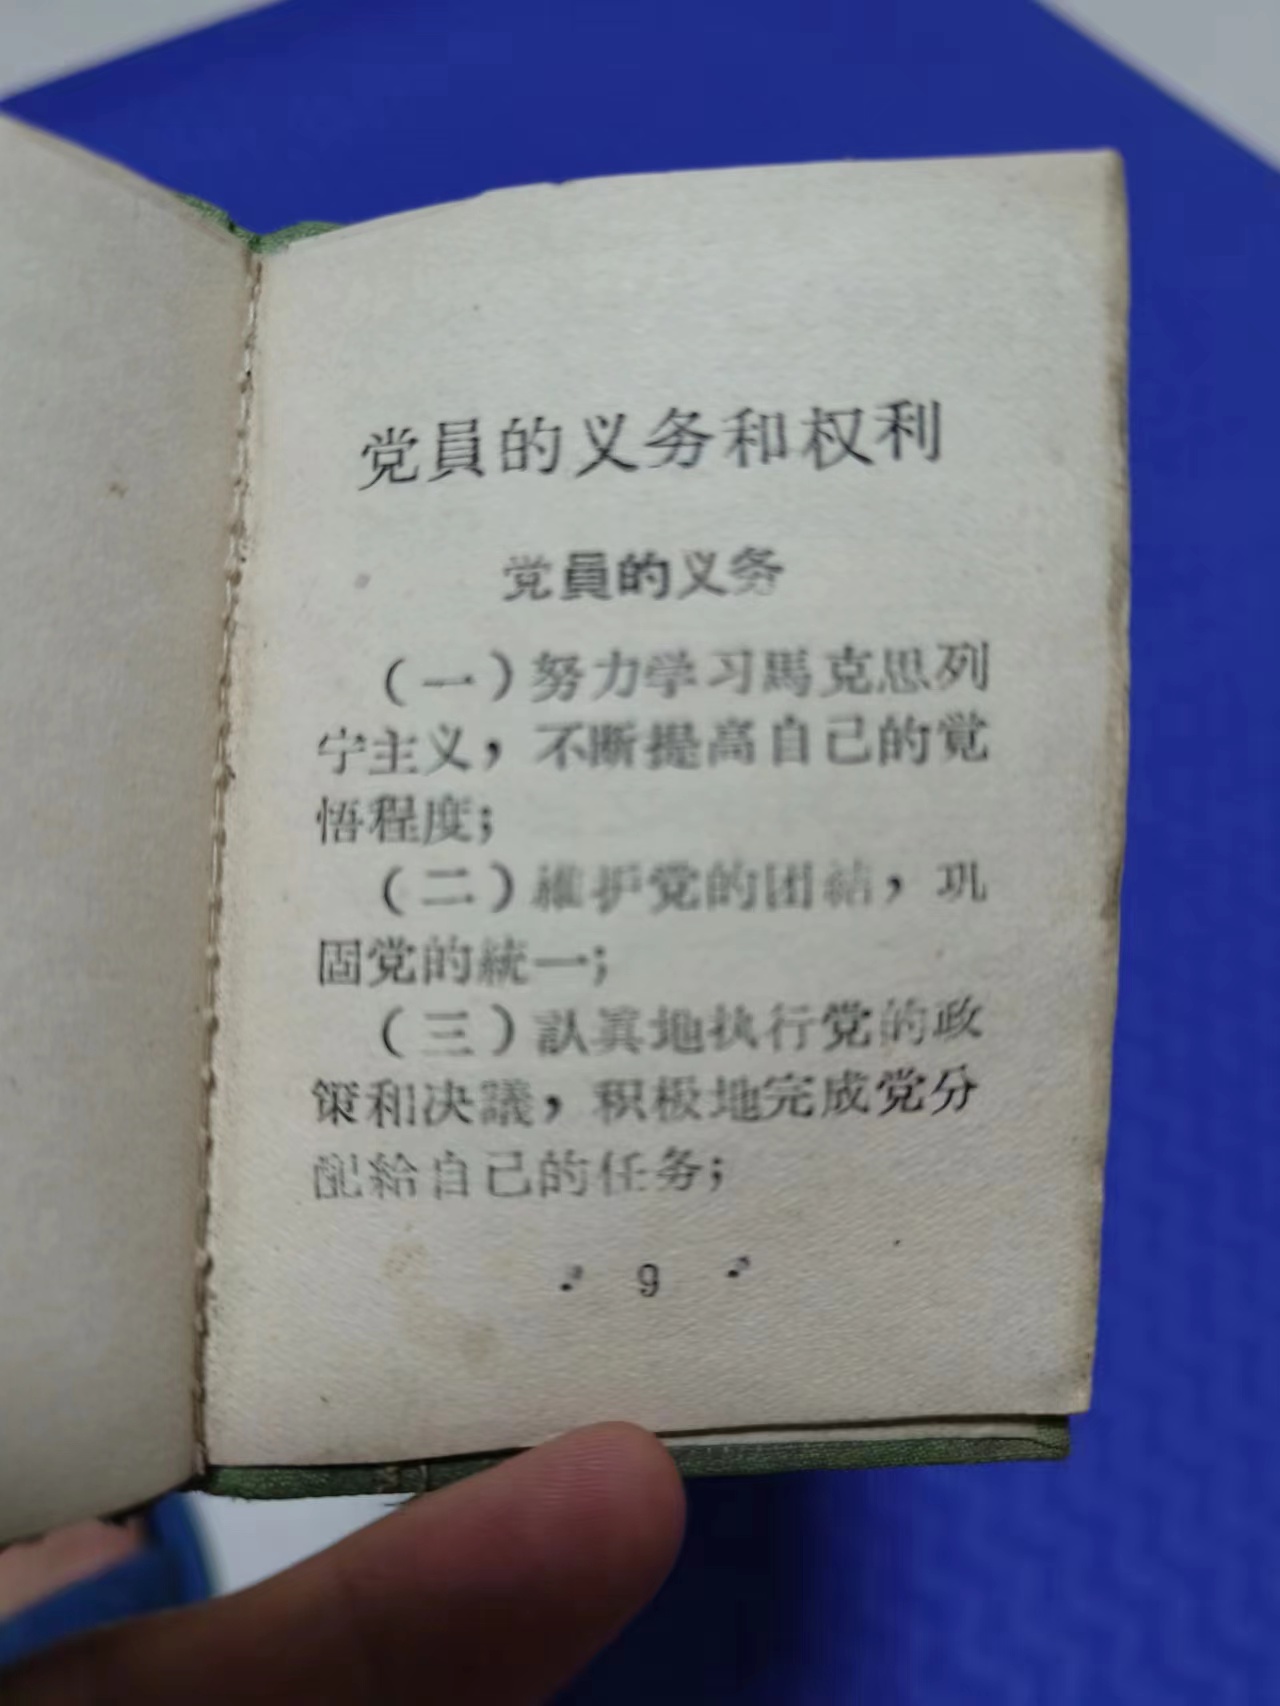 党員的义务和权利
党員的义务
（一）努力学习馬克思列
宁主义，不断提高自己的觉
悟程度；
（二）維护党的团結，巩
固党的統一；
（三）認眞地执行党的政
策和决議，积极地完成党分
配給自己的任务；
9